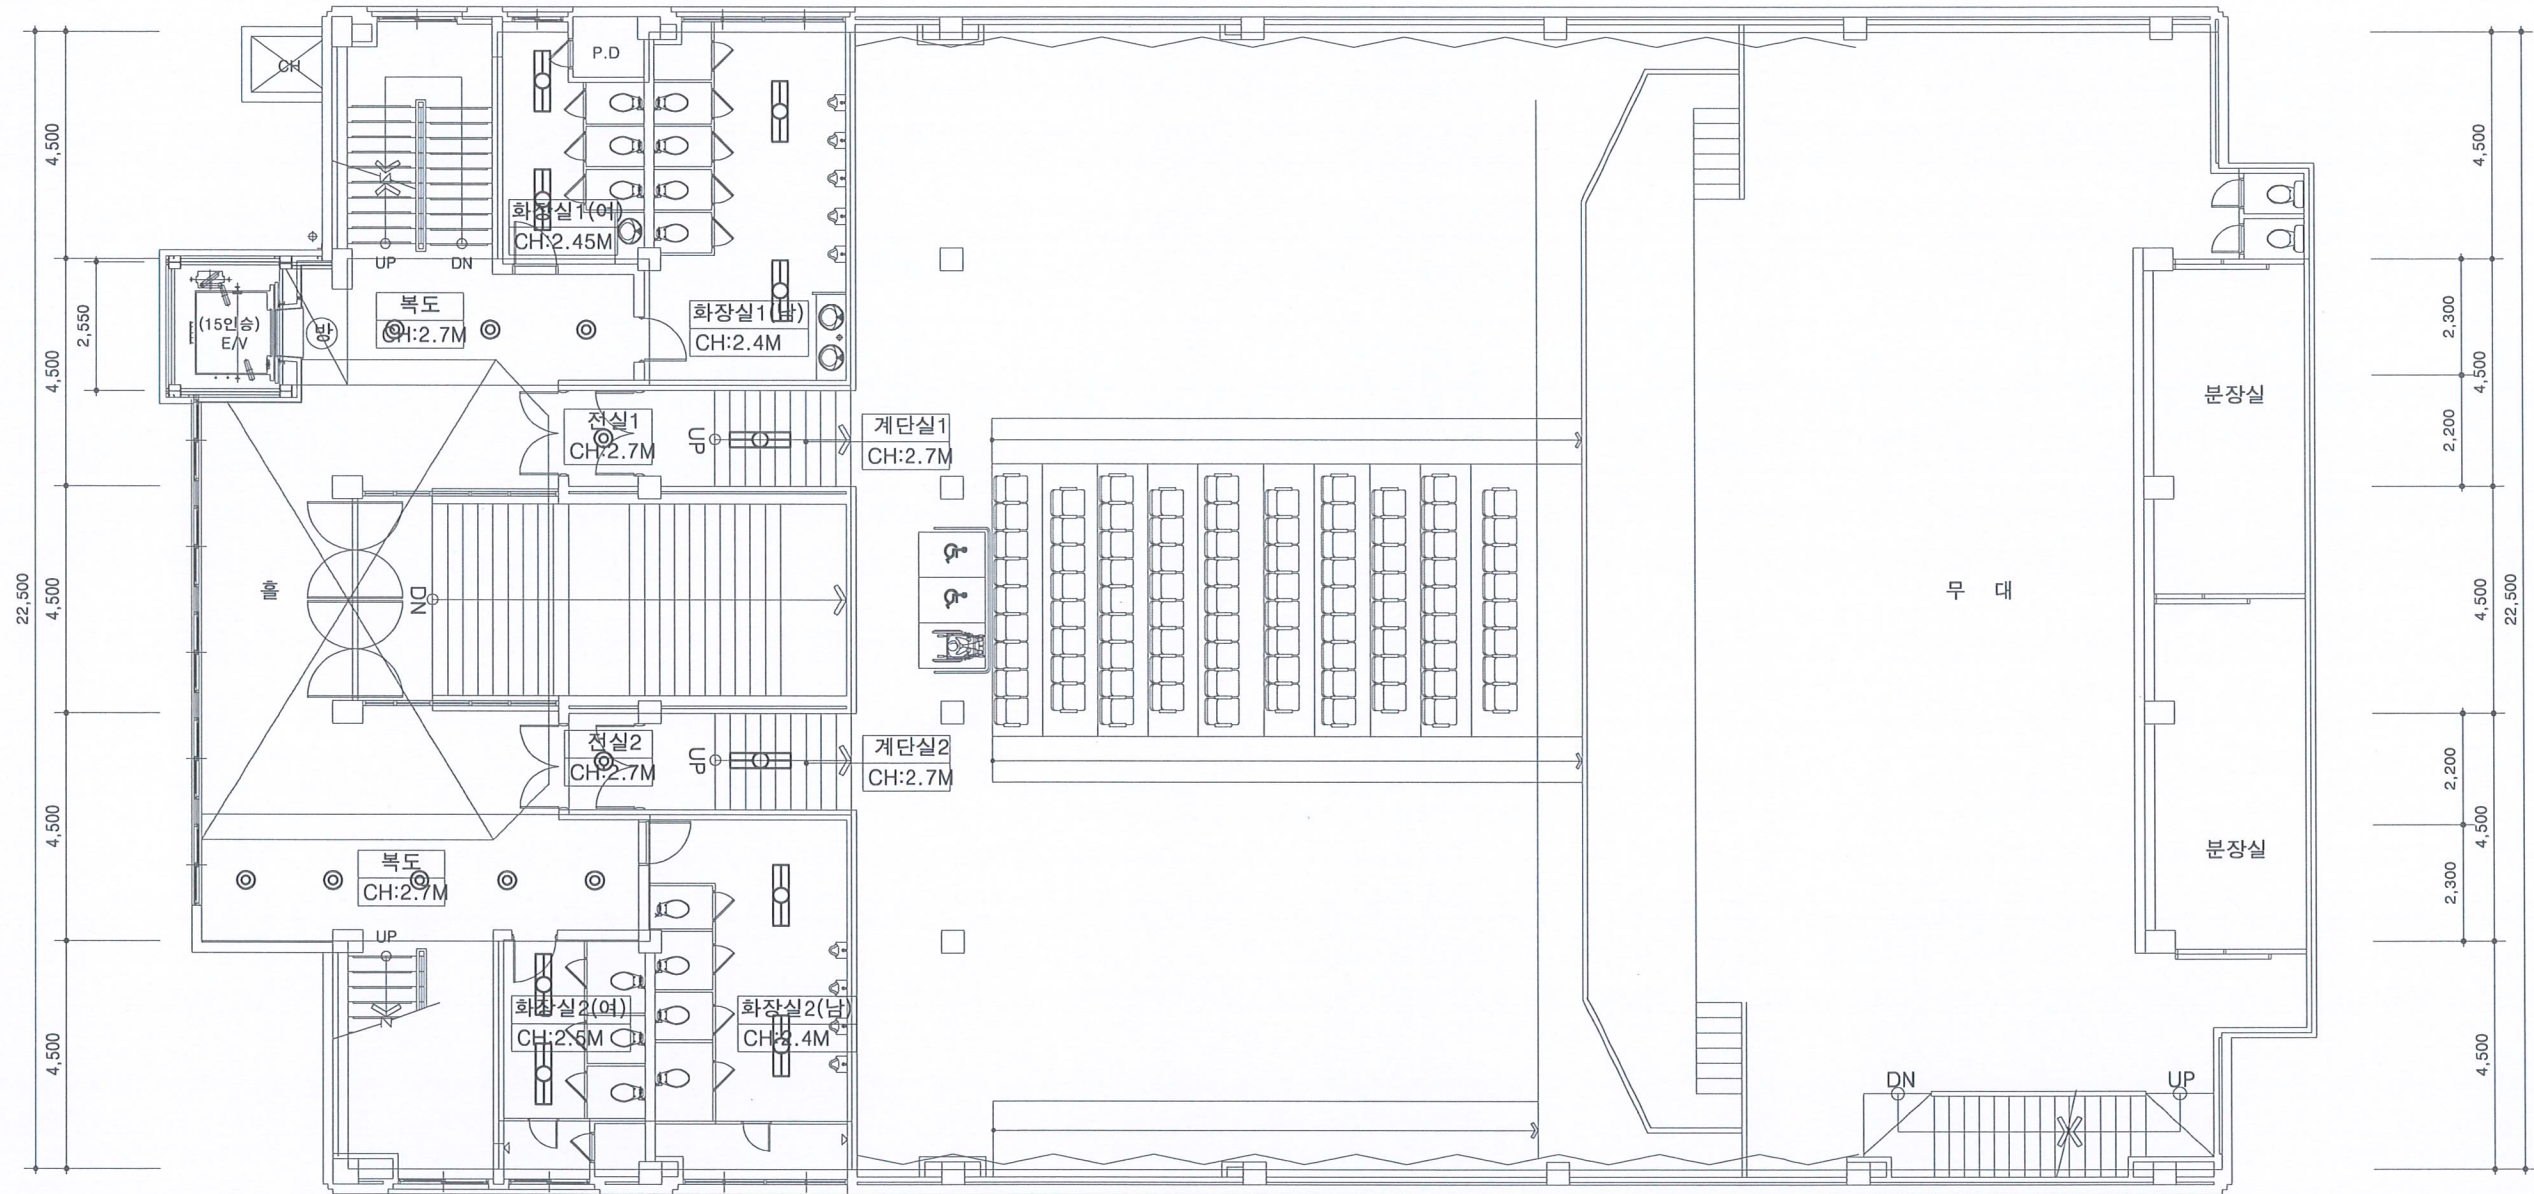 CH
P.D
4,500
4,500
화장실1(여)
CH:2.45M
UP
DN
2,550
(15인승)
E/V
방
복도
CH:2.7M
화장실1(남)
CH:2.4M
2,300
4,500
4,500
분장실
전실1
CH:2.7M
UP
계단실1
CH:2.7M
2,200
22,500
4,500
홀
DN
무 대
4,500
22,500
전실2
CH:2.7M
UP
계단실2
CH:2.7M
2,200
4,500
4,500
분장실
복도
CH:2.7M
2,300
UP
화장실2(여)
CH:2.5M
화장실2(남)
CH:2.4M
4,500
4,500
DN
UP